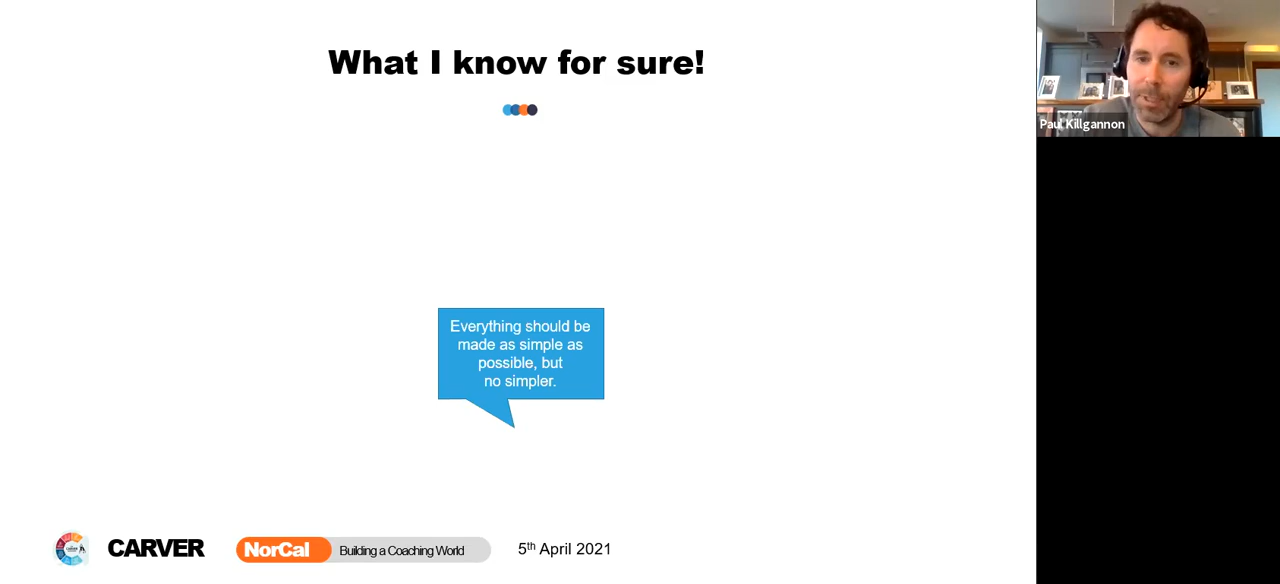 What I know for sure!
Paul Killgannon
Everything should be
made as simple as
possible, but
no simpler.
CARVER
NorCal
Building a Coaching World
5th April 2021